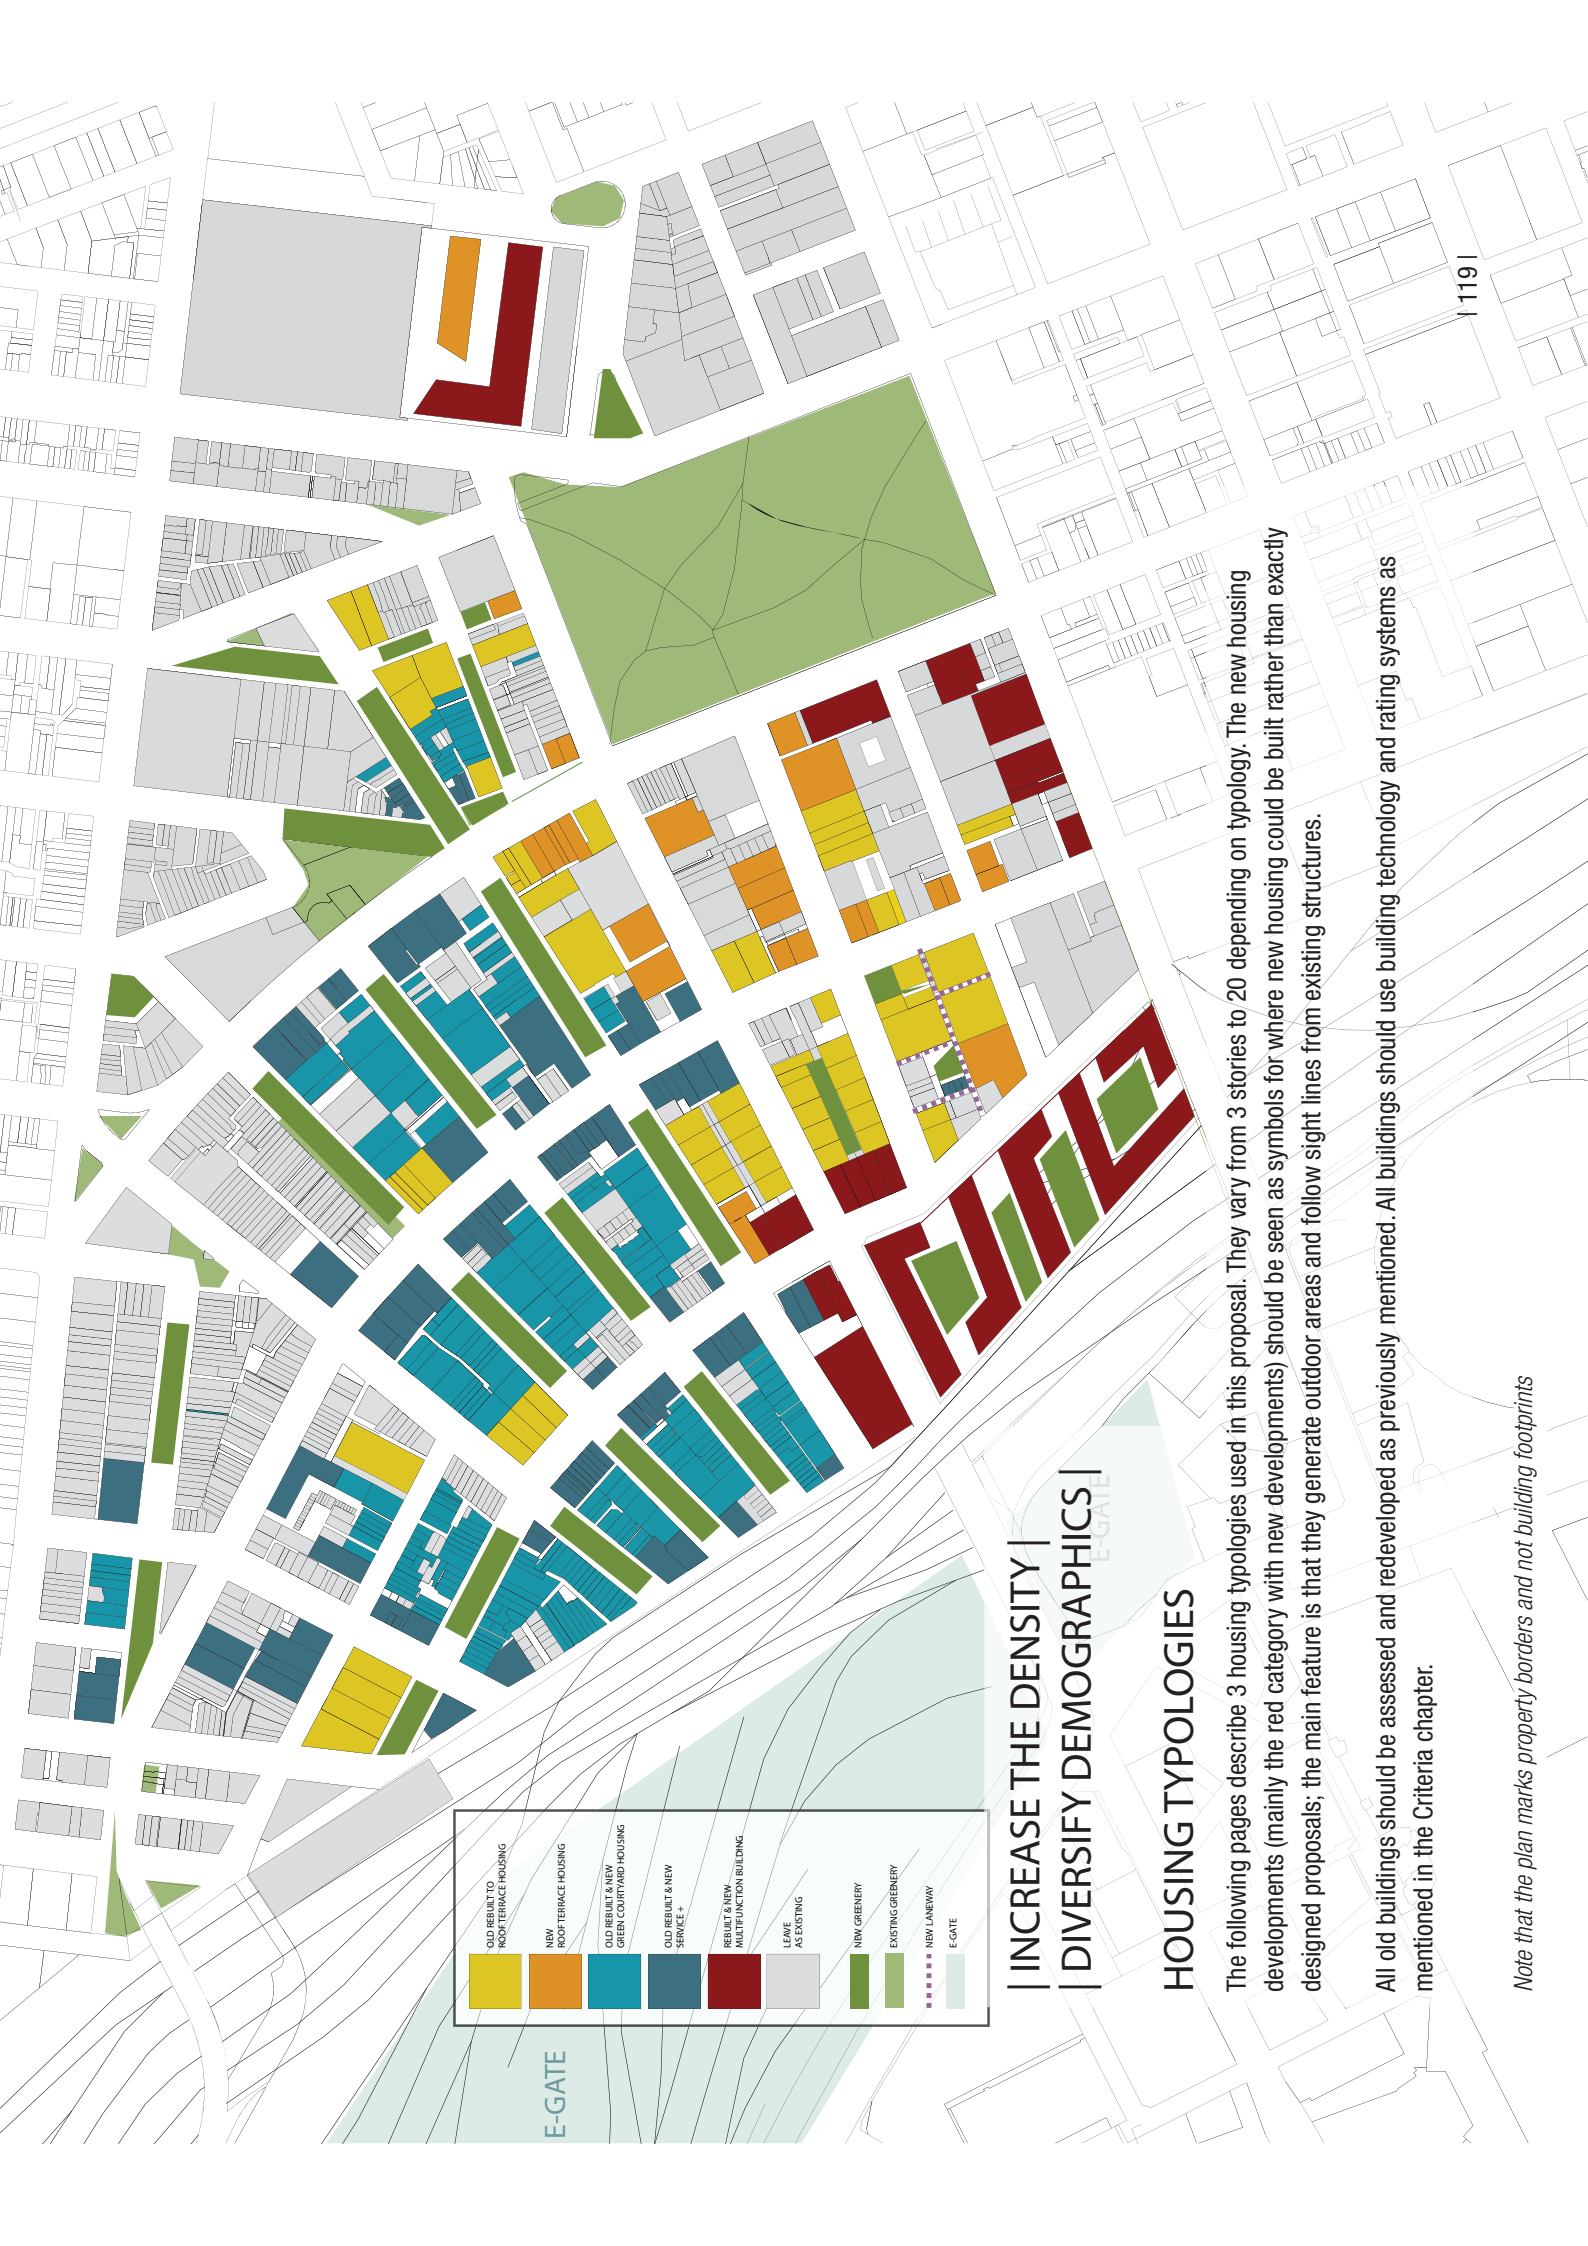 | INCREASE THE DENSITY |
| DIVERSIFY DEMOGRAPHICS |
HOUSING TYPOLOGIES
The following pages describe 3 housing typologies used in this proposal. They vary from 3 stories to 20 depending on typology. The new housing
developments (mainly the red category with new developments) should be seen as symbols for where new housing could be built rather than exactly
designed proposals; the main feature is that they generate outdoor areas and follow sight lines from existing structures.
All old buildings should be assessed and redeveloped as previously mentioned. All buildings should use building technology and rating systems as
mentioned in the Criteria chapter.
Note that the plan marks property borders and not building footprints
| 119 |
E-GATE
E-GATE
OLD REBUILT TO
ROOF TERRACE HOUSING
NEW
ROOF TERRACE HOUSING
OLD REBUILT & NEW
GREEN COURTYARD HOUSING
OLD REBUILT & NEW
SERVICE +
REBUILT & NEW
MULTIFUNCTION BUILDING
LEAVE
AS EXISTING
NEW GREENERY
EXISTING GREENERY
NEW LANEWAY
E-GATE